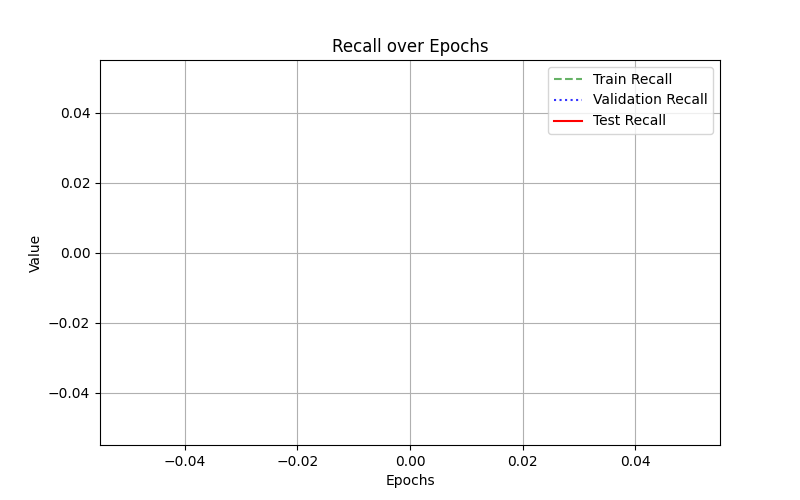 Recall over Epochs
Train Recall
Validation Recall
Test Recall
0.04
0.02
0.00
−0.02
−0.04
Value
−0.04 −0.02 0.00 0.02 0.04
Epochs